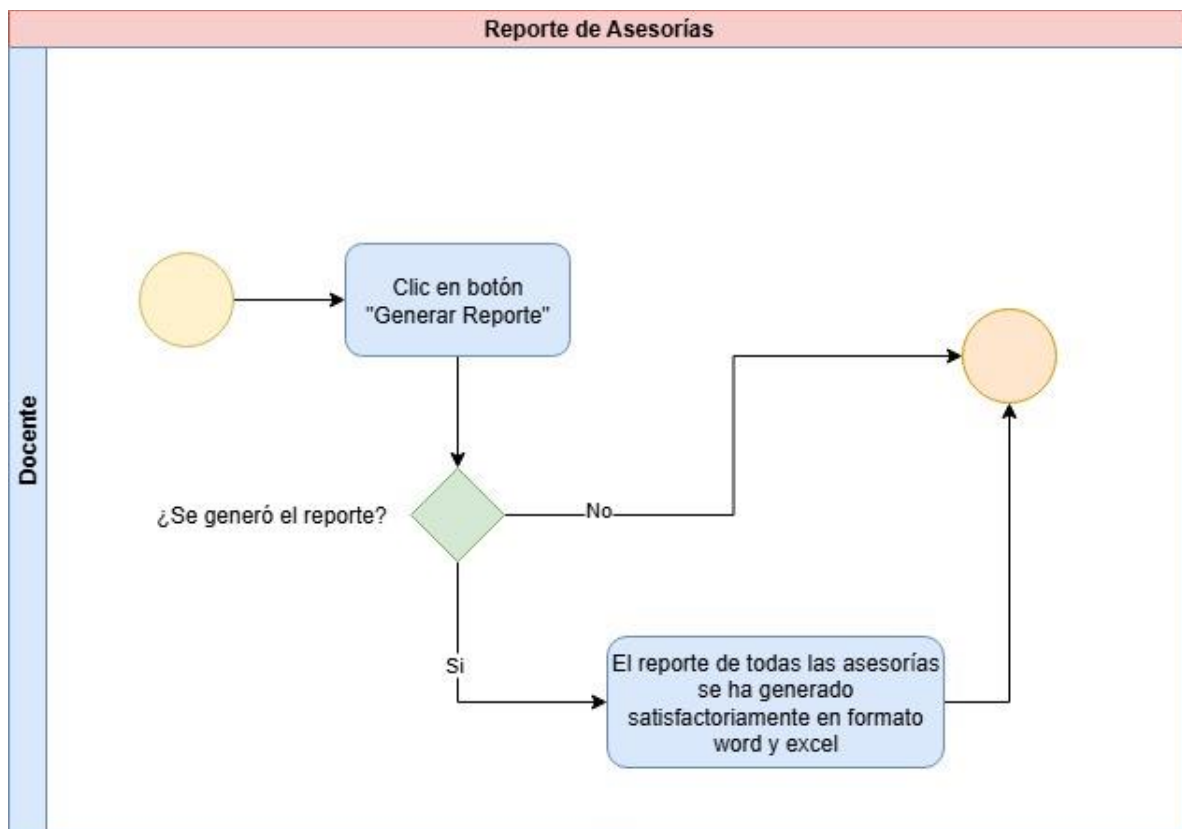 Reporte de Asesorías
Docente
Clic en botón
"Generar Reporte"
¿Se generó el reporte?
No
Si
El reporte de todas las asesorías
se ha generado
satisfactoriamente en formato
word y excel